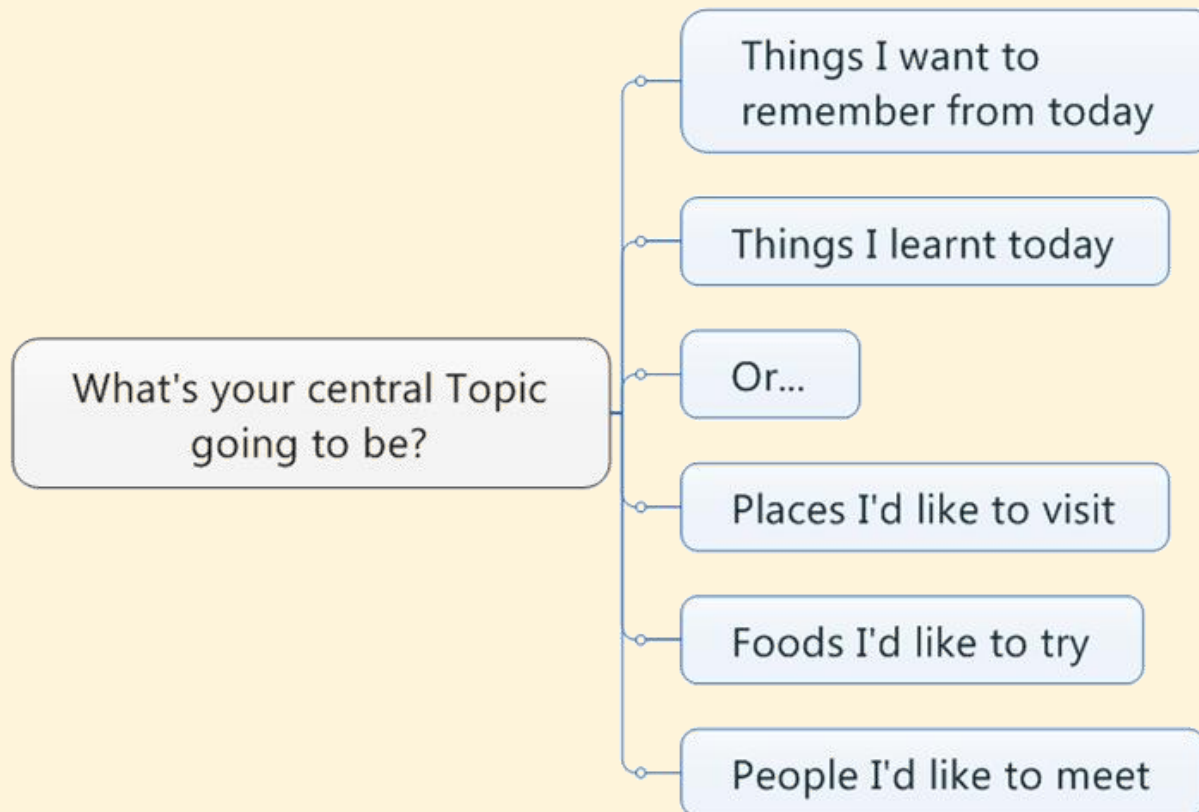 Things I want to
remember from today
Things I learnt today
Or...
What's your central Topic
going to be?
Places I'd like to visit
Foods I'd like to try
People I'd like to meet